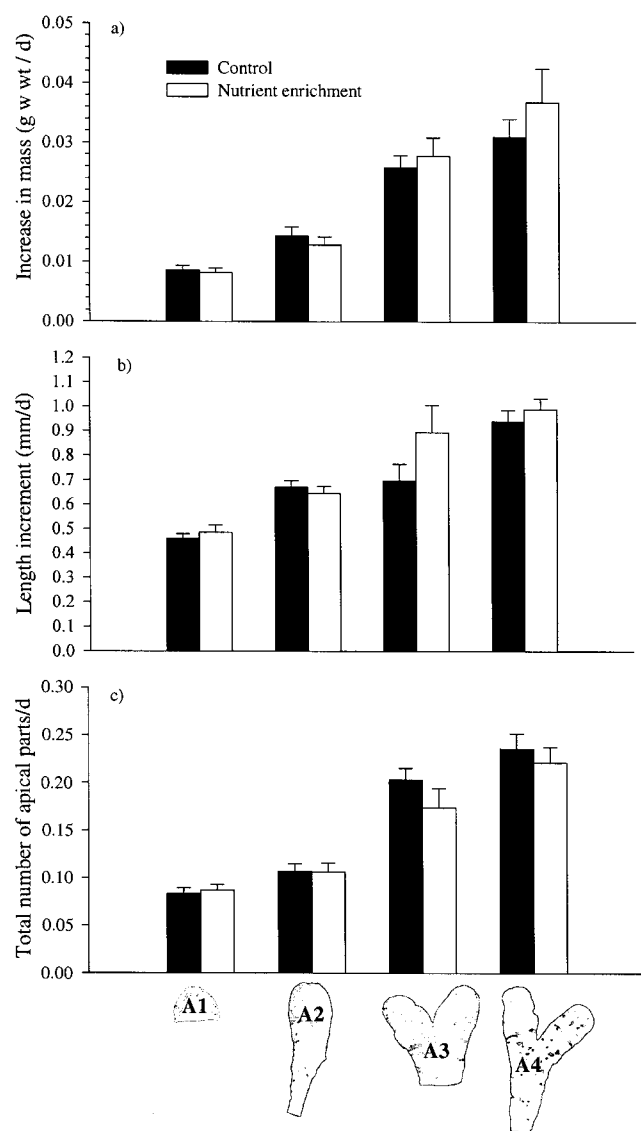 a)
Control
Nutrient enrichment
Increase in mass (g w wt / d)
0.05
0.04
0.03
0.02
0.01
0.00
b)
Length increment (mm/d)
1.2
1.1
1.0
0.9
0.8
0.7
0.6
0.5
0.4
0.3
0.2
0.1
0.0
c)
Total number of apical parts/d
0.30
0.25
0.20
0.15
0.10
0.05
0.00
A1
A2
A3
A4